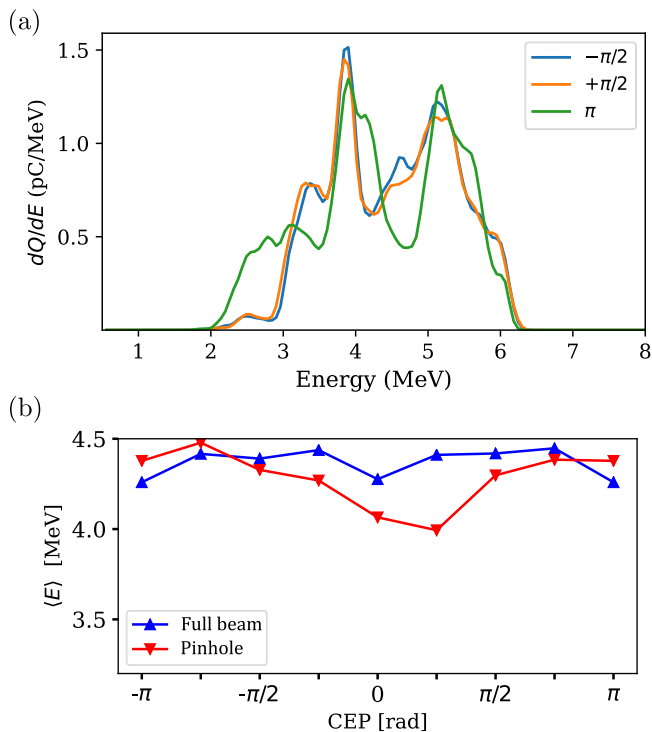 (a)
1.5
1.0
0.5
dQ/dE (pC/MeV)
−π/2
+π/2
π
1 2 3 4 5 6 7 8
Energy (MeV)
(b)
4.5
4.0
3.5
⟨E⟩ [MeV]
Full beam
Pinhole
-π -π/2 0 π/2 π
CEP [rad]